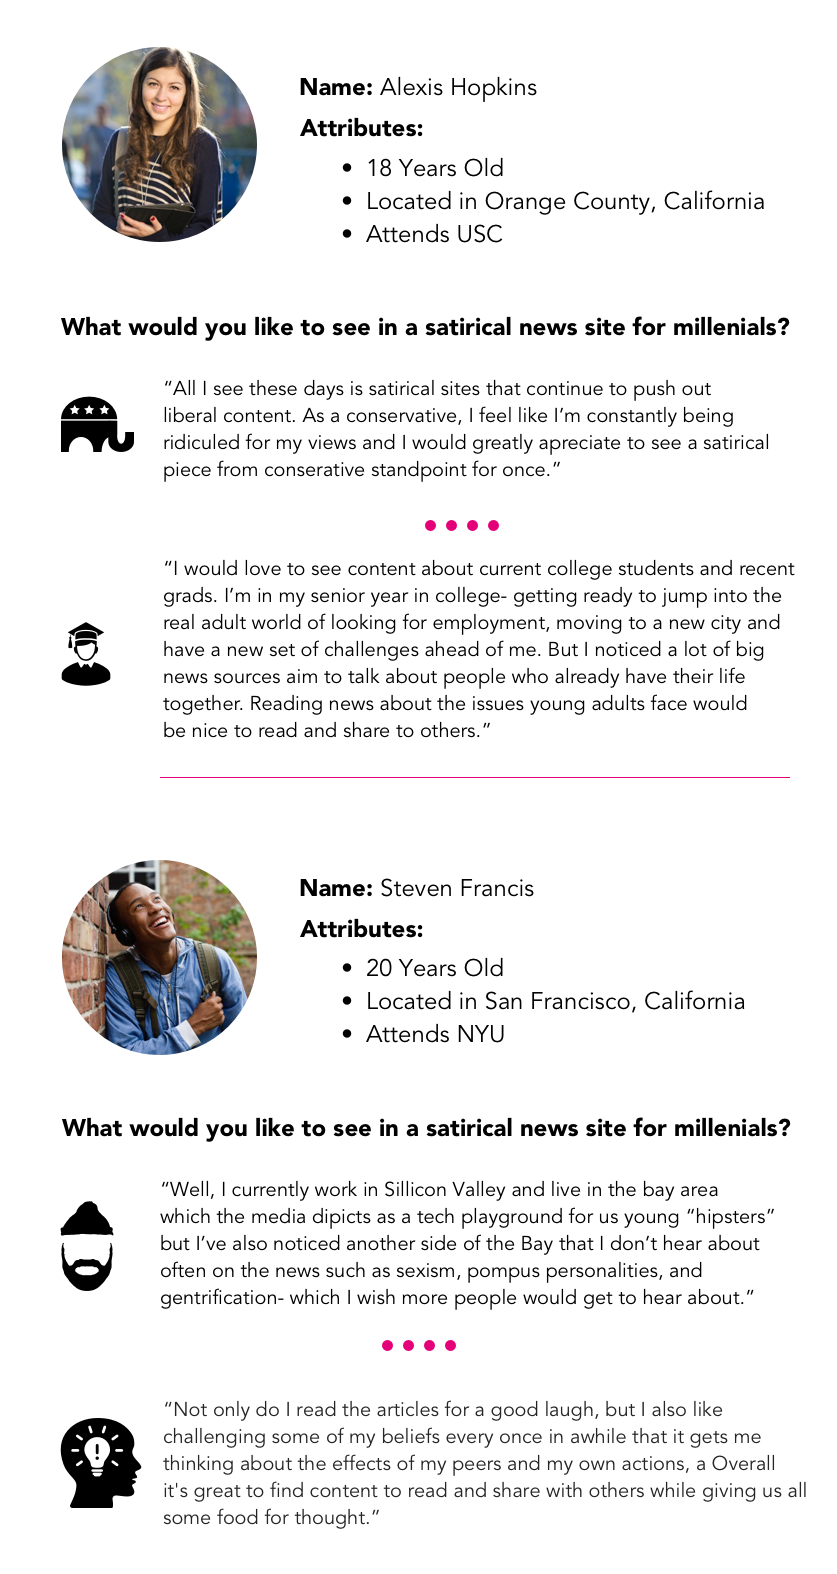 Name: Alexis Hopkins
Attributes:
• 18 Years Old
• Located in Orange County, California
• Attends USC
What would you like to see in a satirical news site for millenials?
“All I see these days is satirical sites that continue to push out
liberal content. As a conservative, I feel like I’m constantly being
ridiculed for my views and I would greatly apreciate to see a satirical
piece from conserative standpoint for once.”
“I would love to see content about current college students and recent
grads. I’m in my senior year in college- getting ready to jump into the
real adult world of looking for employment, moving to a new city and
have a new set of challenges ahead of me. But I noticed a lot of big
news sources aim to talk about people who already have their life
together. Reading news about the issues young adults face would
be nice to read and share to others.”
Name: Steven Francis
Attributes:
• 20 Years Old
• Located in San Francisco, California
• Attends NYU
What would you like to see in a satirical news site for millenials?
“Well, I currently work in Sillicon Valley and live in the bay area
which the media dipicts as a tech playground for us young “hipsters”
but I’ve also noticed another side of the Bay that I don’t hear about
often on the news such as sexism, pompus personalities, and
gentrification- which I wish more people would get to hear about.”
“Not only do I read the articles for a good laugh, but I also like
challenging some of my beliefs every once in awhile that it gets me
thinking about the effects of my peers and my own actions, a Overall
it's great to find content to read and share with others while giving us all
some food for thought.”